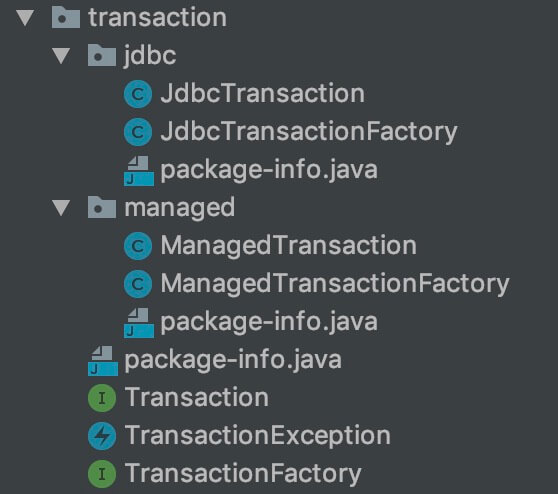 transaction
jdbc
C JdbcTransaction
C JdbcTransactionFactory
J package-info.java
managed
C ManagedTransaction
C ManagedTransactionFactory
J package-info.java
J package-info.java
I Transaction
TransactionException
I TransactionFactory